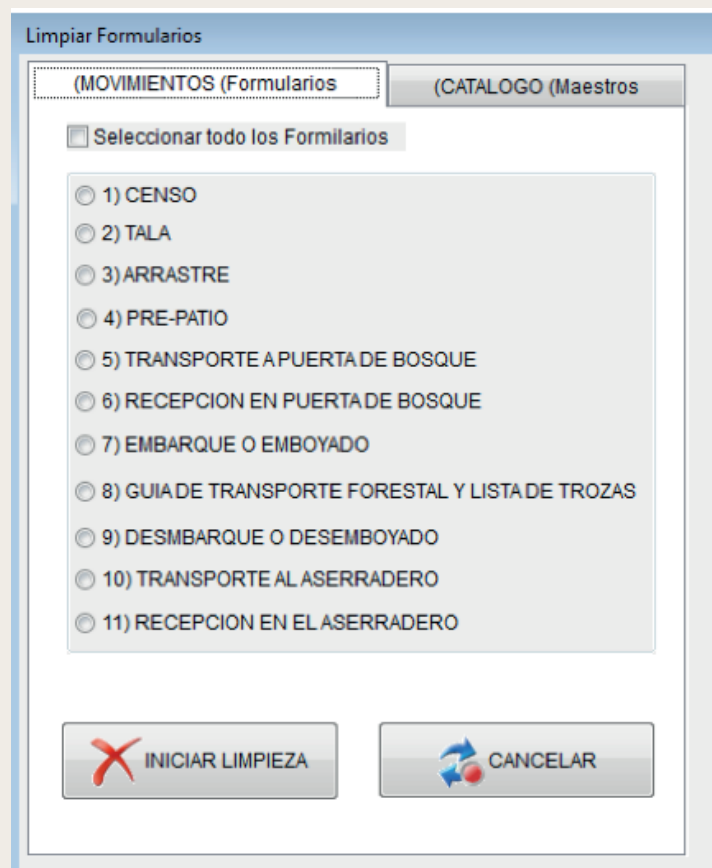 Limpiar Formularios
(MOVIMIENTOS (Formularios
(CATALOGO (Maestros
Seleccionar todo los Formilarios
1) CENSO
2) TALA
3) ARRASTRE
4) PRE-PATIO
5) TRANSPORTE A PUERTA DE BOSQUE
6) RECEPCION EN PUERTA DE BOSQUE
7) EMBARQUE O EMBOYADO
8) GUIA DE TRANSPORTE FORESTAL Y LISTA DE TROZAS
9) DESMBARQUE O DESEMBOYADO
10) TRANSPORTE AL ASERRADERO
11) RECEPCION EN EL ASERRADERO
INICIAR LIMPIEZA
CANCELAR